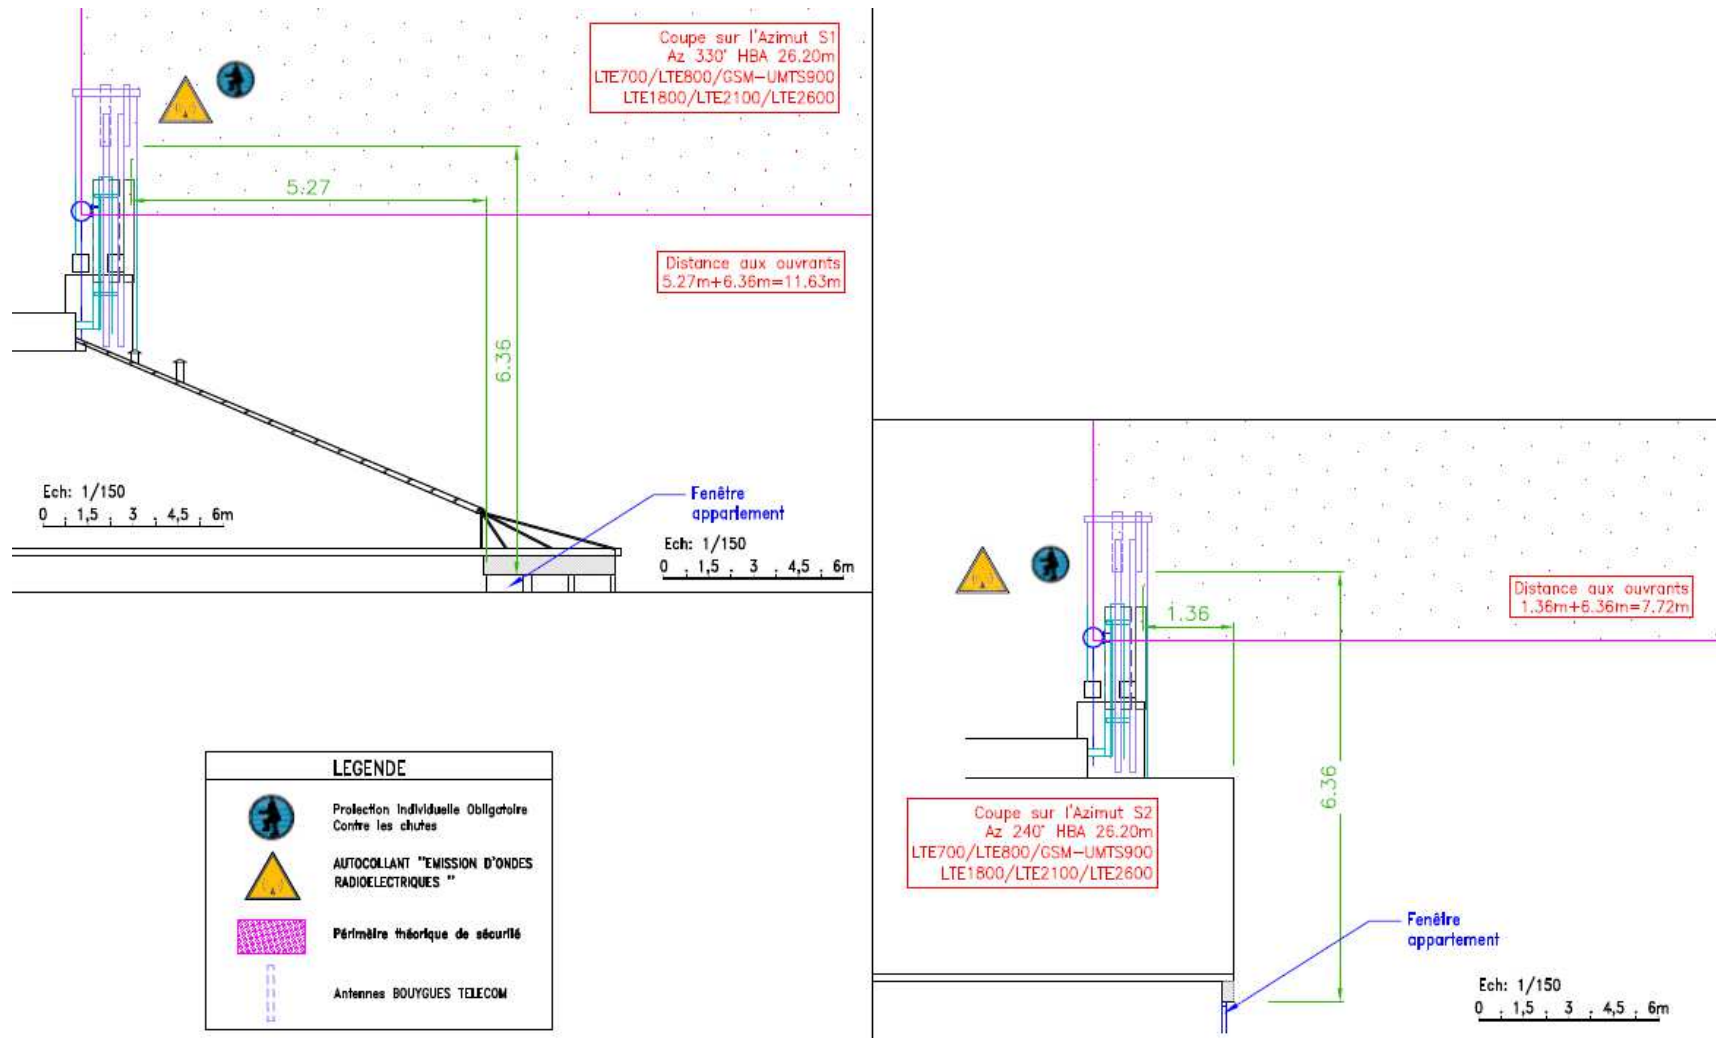 Coupe sur l'Azimut S1
Az 330° HBA 26.20m
LTE700/LTE800/GSM-UMTS900
LTE1800/LTE2100/LTE2600
5.27
Distance aux ouvrants
5.27m+6.36m=11.63m
6.36
Ech: 1/150
0 1,5 3 4,5 6m
Fenêtre
appartement
Ech: 1/150
0 1,5 3 4,5 6m
Distance aux ouvrants
1.36m+6.36m=7.72m
1.36
6.36
Coupe sur l'Azimut S2
Az 240° HBA 26.20m
LTE700/LTE800/GSM-UMTS900
LTE1800/LTE2100/LTE2600
Fenêtre
appartement
Ech: 1/150
0 1,5 3 4,5 6m
LEGENDE
Protection Individuelle Obligatoire
Contre les chutes
AUTOCOLLANT "EMISSION D'ONDES
RADIOELECTRIQUES "
Périmètre théorique de sécurité
Antennes BOUYGUES TELECOM